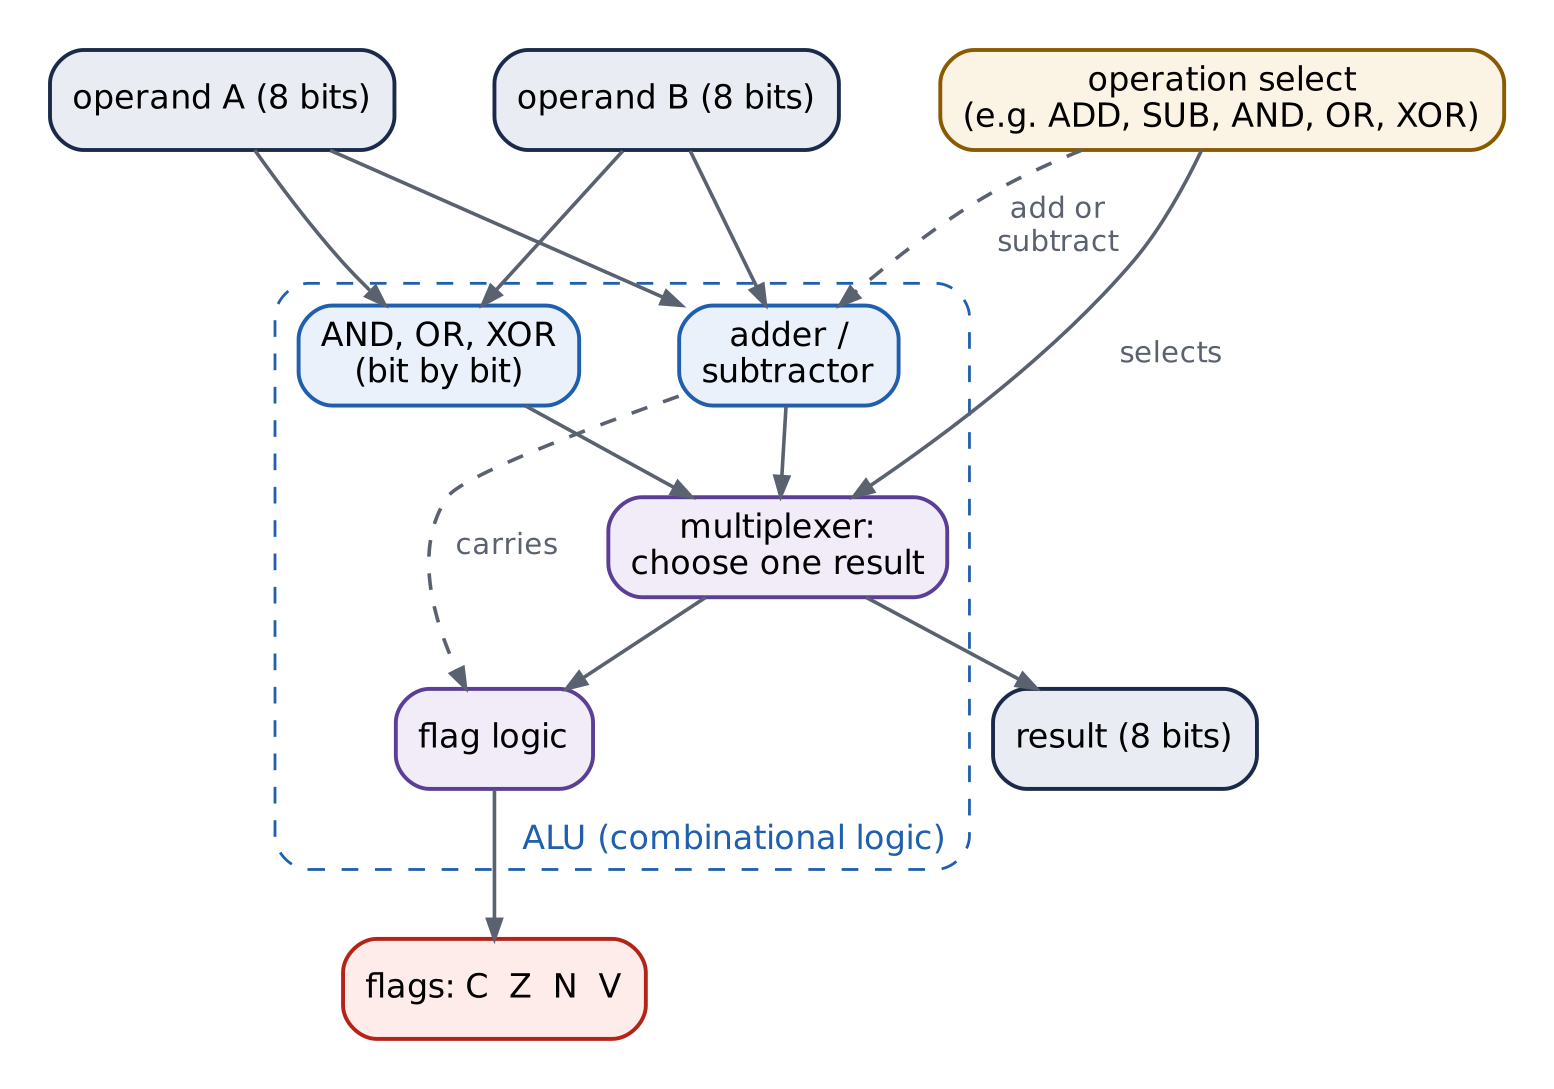 operand A (8 bits)
operand B (8 bits)
operation select
(e.g. ADD, SUB, AND, OR, XOR)
add or
subtract
AND, OR, XOR
(bit by bit)
adder /
subtractor
selects
multiplexer:
choose one result
carries
flag logic
result (8 bits)
ALU (combinational logic)
flags: C  Z  N  V